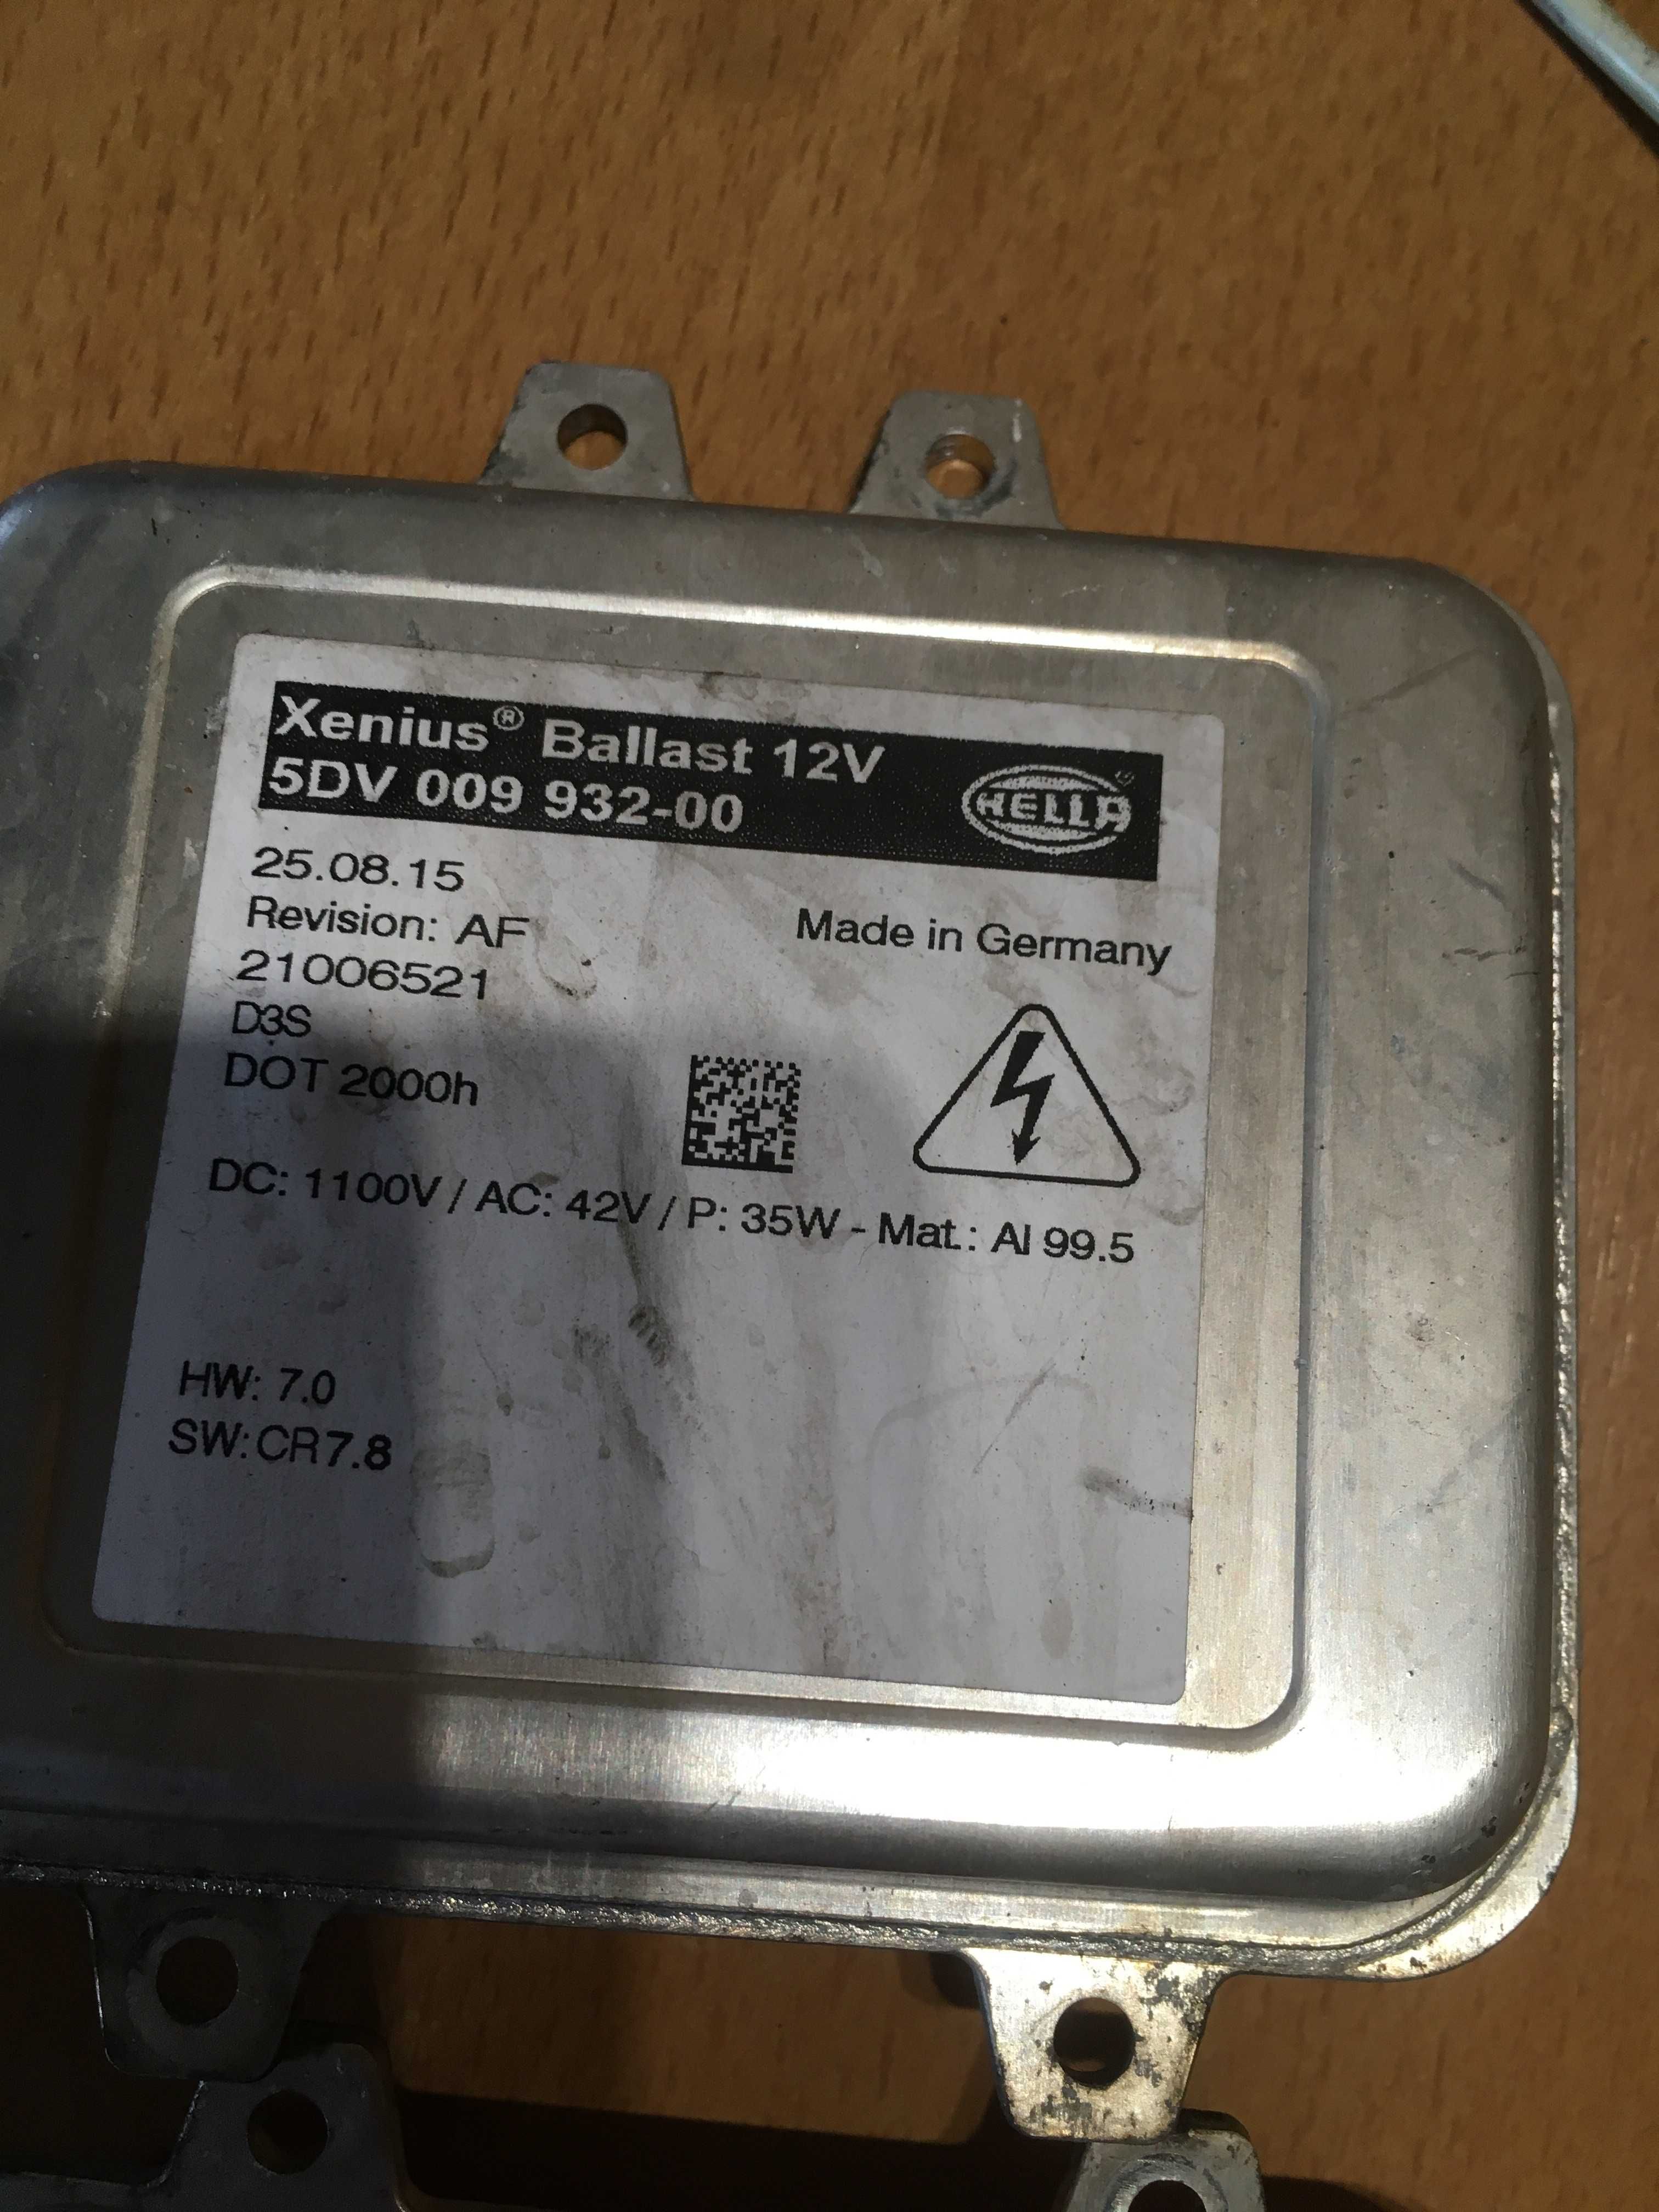 Xenius® Ballast 12V
5DV 009 932-00
HELLA®
25.08.15
Revision: AF
Made in Germany
21006521
D3S
DOT 2000h
DC: 1100V / AC: 42V / P: 35W - Mat.: Al 99.5
HW: 7.0
SW:CR7.8